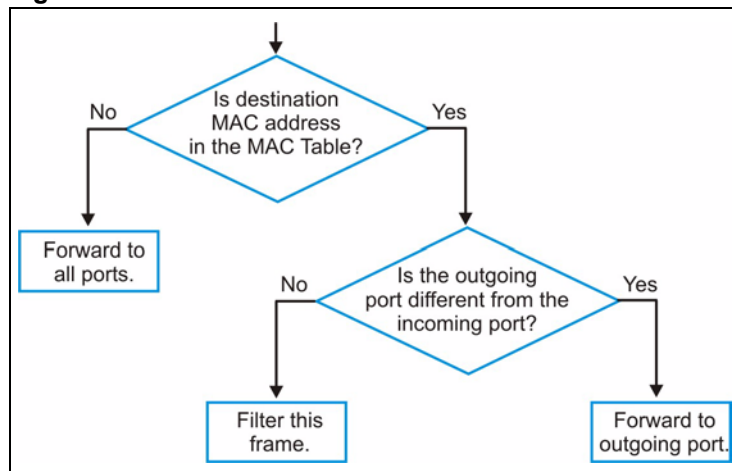 Is destination
MAC address
in the MAC Table?
No
Yes
Forward to
all ports.
Is the outgoing
port different from the
incoming port?
No
Yes
Filter this
frame.
Forward to
outgoing port.